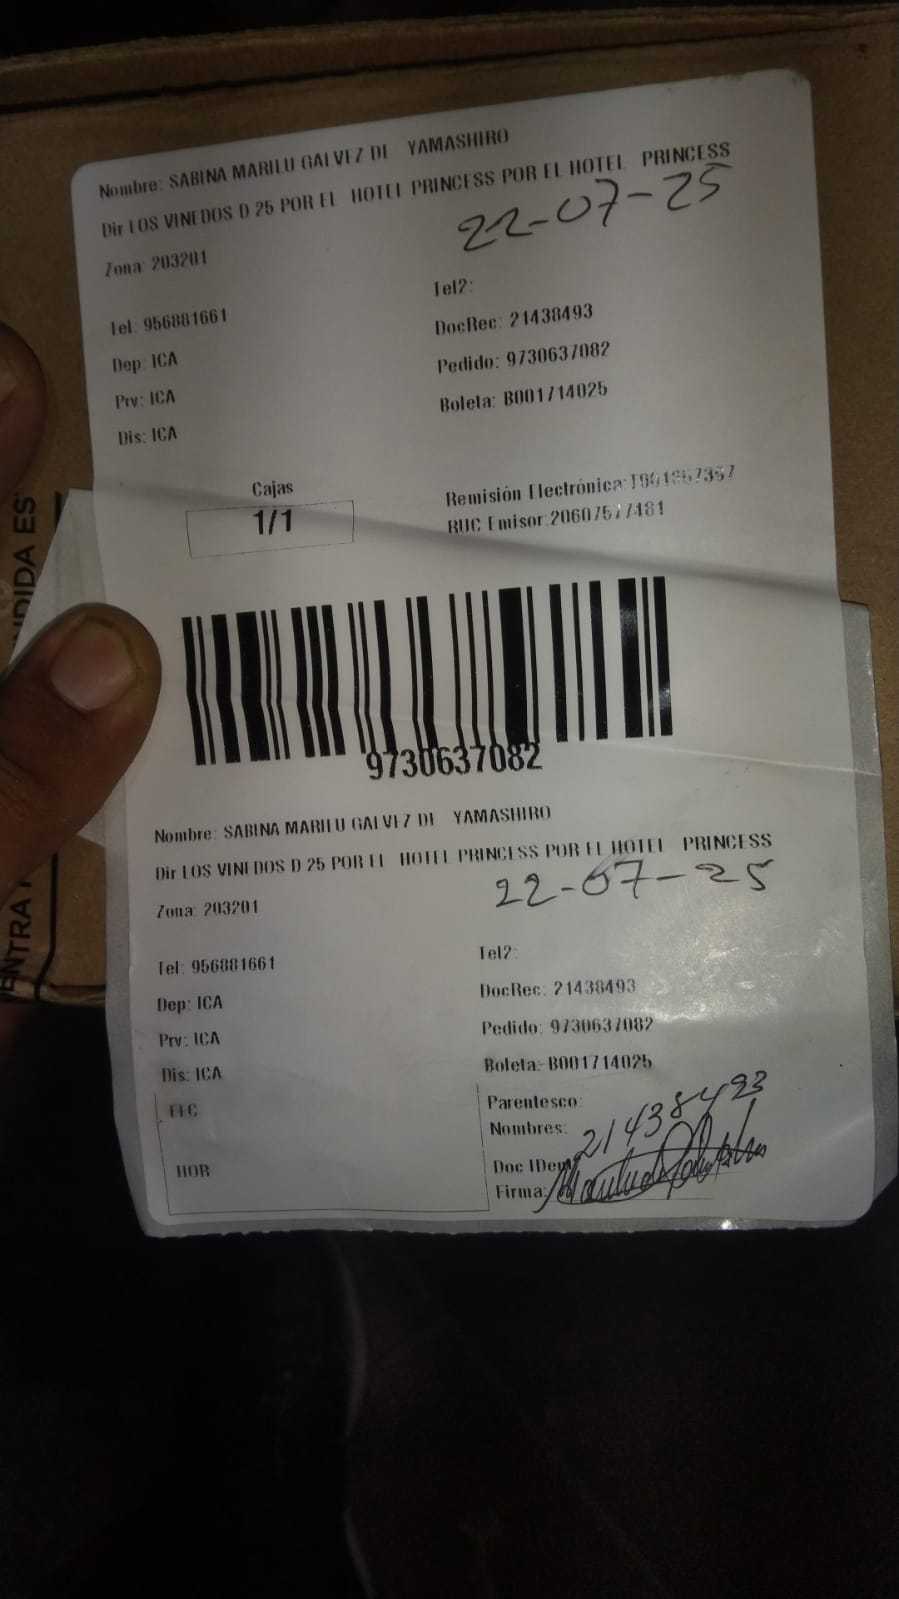 Nombre: SABINA MARILU GALVEZ DE YAMASHIRO
Dir LOS VINEDOS D 25 POR EL HOTEL PRINCESS POR EL HOTEL PRINCESS
22-07-25
Zona: 203201
Tel: 956881661
Tel2:
Dep: ICA
DocRec: 21438493
Prv: ICA
Pedido: 9730637082
Dis: ICA
Boleta: B001714025
Cajas
1/1
Remisión Electrónica:
RUC Emisor:
9730637082
Nombre: SABINA MARILU GALVEZ DE YAMASHIRO
Dir LOS VINEDOS D 25 POR EL HOTEL PRINCESS POR EL HOTEL PRINCESS
22-07-25
Zona: 203201
Tel: 956881661
Tel2:
Dep: ICA
DocRec: 21438493
Prv: ICA
Pedido: 9730637082
Dis: ICA
Boleta: B001714025
FEC
HOR
Parentesco:
Nombres:
21438493
Doc IDem
Firma: